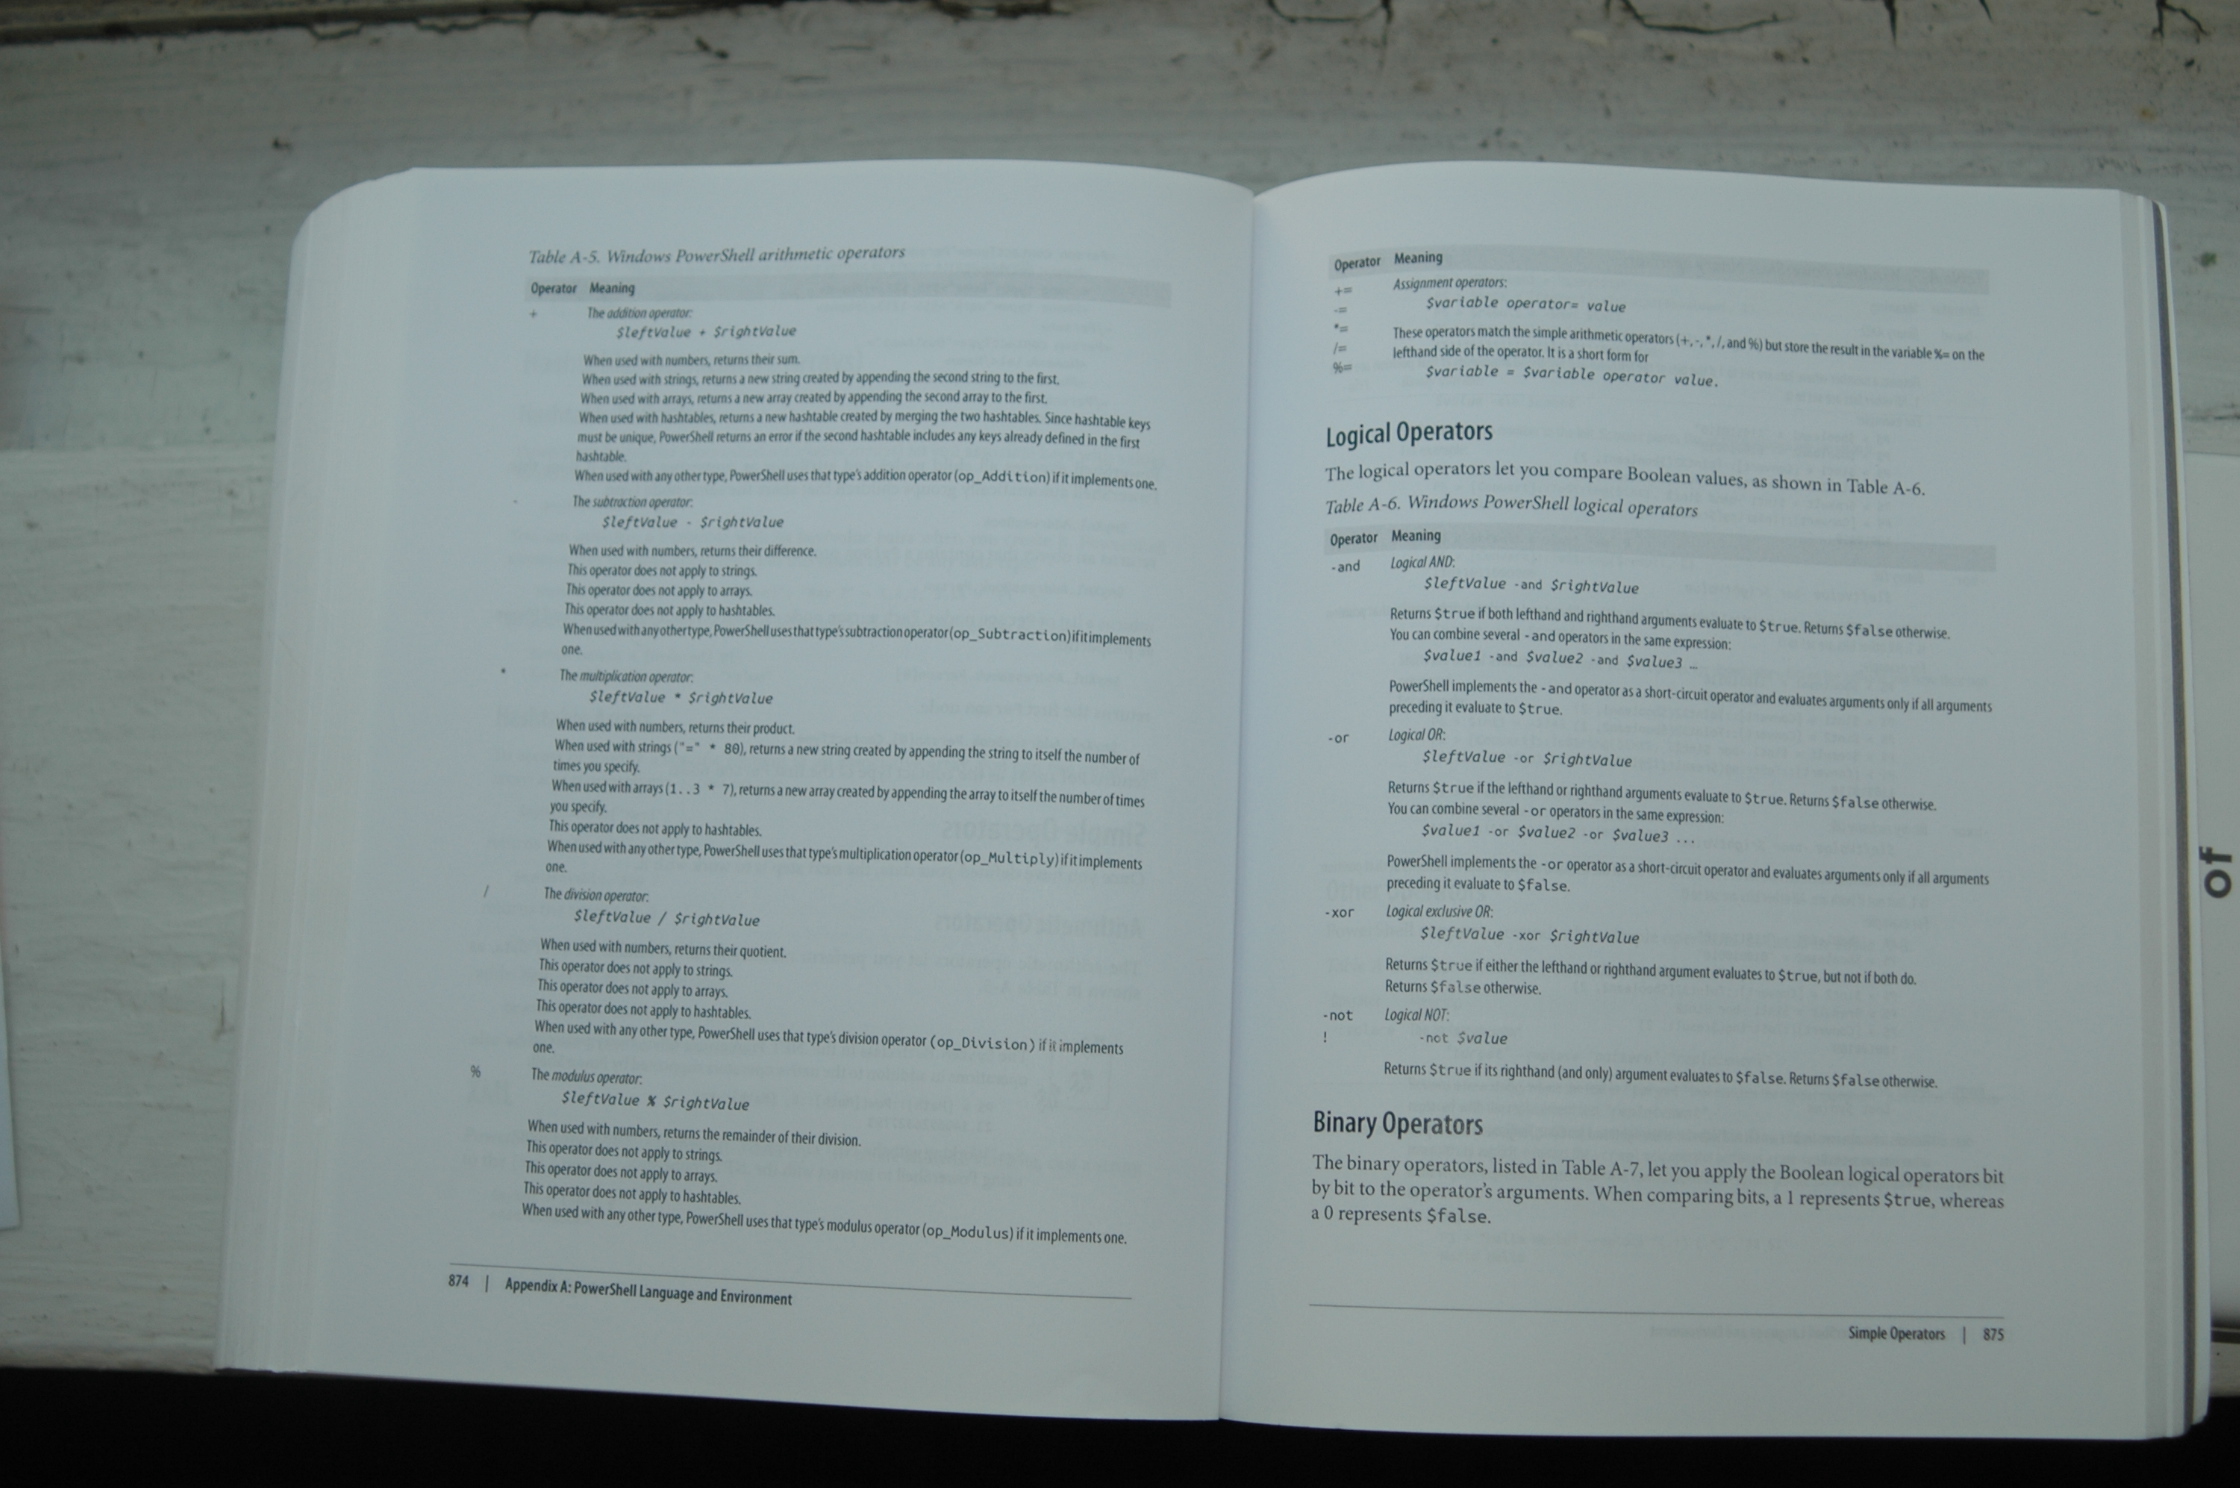 Table A-5. Windows PowerShell arithmetic operators
Operator Meaning
+ The addition operator:
$leftValue + $rightValue
When used with numbers, returns their sum.
When used with strings, returns a new string created by appending the second string to the first.
When used with arrays, returns a new array created by appending the second array to the first.
When used with hashtables, returns a new hashtable created by merging the two hashtables. Since hashtable keys
must be unique, PowerShell returns an error if the second hashtable includes any keys already defined in the first
hashtable.
When used with any other type, PowerShell uses that type's addition operator (op_Addition) if it implements one.
- The subtraction operator:
$leftValue - $rightValue
When used with numbers, returns their difference.
This operator does not apply to strings.
This operator does not apply to arrays.
This operator does not apply to hashtables.
When used with any other type, PowerShell uses that type's subtraction operator (op_Subtraction) if it implements
one.
* The multiplication operator:
$leftValue * $rightValue
When used with numbers, returns their product.
When used with strings ("=" * 80), returns a new string created by appending the string to itself the number of
times you specify.
When used with arrays (1..3 * 7), returns a new array created by appending the array to itself the number of times
you specify.
This operator does not apply to hashtables.
When used with any other type, PowerShell uses that type's multiplication operator (op_Multiply) if it implements
one.
/ The division operator:
$leftValue / $rightValue
When used with numbers, returns their quotient.
This operator does not apply to strings.
This operator does not apply to arrays.
This operator does not apply to hashtables.
When used with any other type, PowerShell uses that type's division operator (op_Division) if it implements
one.
% The modulus operator:
$leftValue % $rightValue
When used with numbers, returns the remainder of their division.
This operator does not apply to strings.
This operator does not apply to arrays.
This operator does not apply to hashtables.
When used with any other type, PowerShell uses that type's modulus operator (op_Modulus) if it implements one.
874 | Appendix A: PowerShell Language and Environment
Operator Meaning
+= Assignment operators:
-= $variable operator= value
*= These operators match the simple arithmetic operators (+, -, *, /, and %) but store the result in the variable %= on the
/= lefthand side of the operator. It is a short form for
%= $variable = $variable operator value.
Logical Operators
The logical operators let you compare Boolean values, as shown in Table A-6.
Table A-6. Windows PowerShell logical operators
Operator Meaning
-and Logical AND:
$leftValue -and $rightValue
Returns $true if both lefthand and righthand arguments evaluate to $true. Returns $false otherwise.
You can combine several -and operators in the same expression:
$value1 -and $value2 -and $value3 ...
PowerShell implements the -and operator as a short-circuit operator and evaluates arguments only if all arguments
preceding it evaluate to $true.
-or Logical OR:
$leftValue -or $rightValue
Returns $true if the lefthand or righthand arguments evaluate to $true. Returns $false otherwise.
You can combine several -or operators in the same expression:
$value1 -or $value2 -or $value3 ...
PowerShell implements the -or operator as a short-circuit operator and evaluates arguments only if all arguments
preceding it evaluate to $false.
-xor Logical exclusive OR:
$leftValue -xor $rightValue
Returns $true if either the lefthand or righthand argument evaluates to $true, but not if both do.
Returns $false otherwise.
-not Logical NOT:
! -not $value
Returns $true if its righthand (and only) argument evaluates to $false. Returns $false otherwise.
Binary Operators
The binary operators, listed in Table A-7, let you apply the Boolean logical operators bit
by bit to the operator's arguments. When comparing bits, a 1 represents $true, whereas
a 0 represents $false.
Simple Operators | 875
of